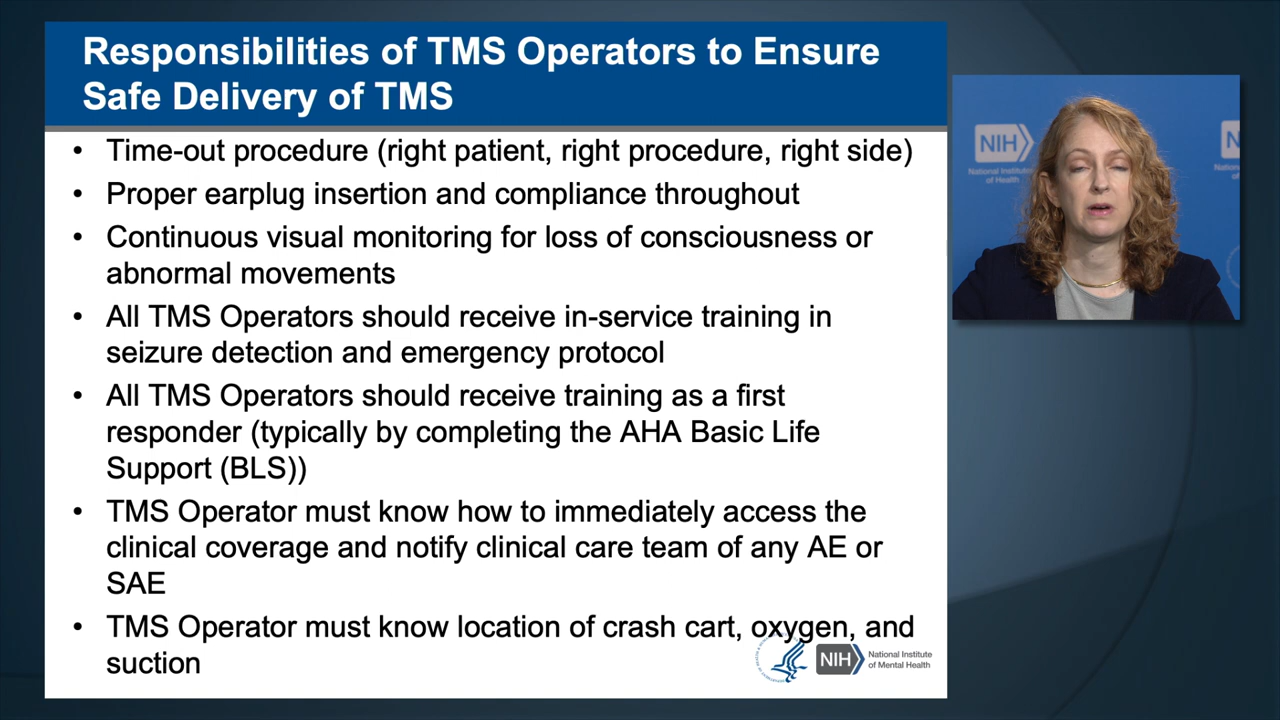 Responsibilities of TMS Operators to Ensure
Safe Delivery of TMS
• Time-out procedure (right patient, right procedure, right side)
• Proper earplug insertion and compliance throughout
• Continuous visual monitoring for loss of consciousness or
abnormal movements
• All TMS Operators should receive in-service training in
seizure detection and emergency protocol
• All TMS Operators should receive training as a first
responder (typically by completing the AHA Basic Life
Support (BLS))
• TMS Operator must know how to immediately access the
clinical coverage and notify clinical care team of any AE or
SAE
• TMS Operator must know location of crash cart, oxygen, and
suction
NIH
National Institute
of Mental Health
NIH
National Institute
of Health